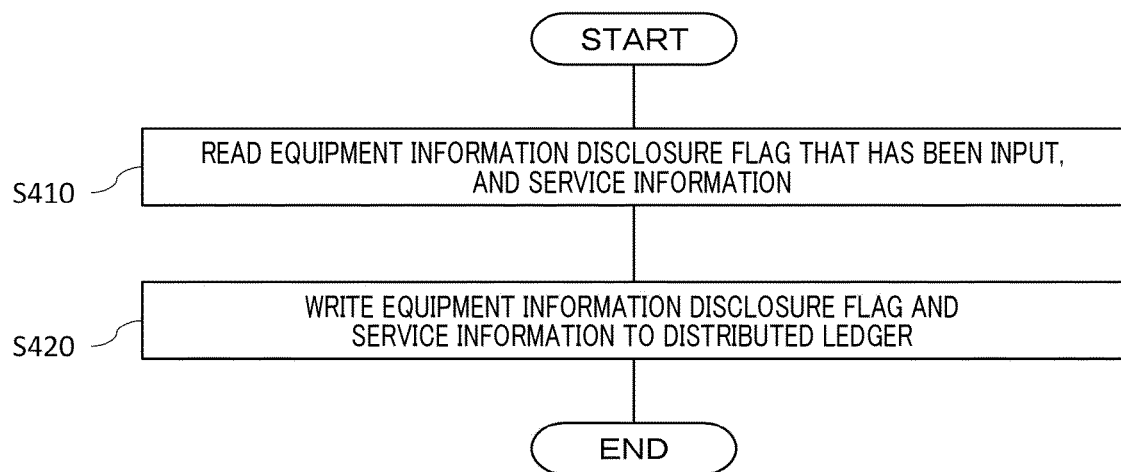 START
READ EQUIPMENT INFORMATION DISCLOSURE FLAG THAT HAS BEEN INPUT,
AND SERVICE INFORMATION
S410
WRITE EQUIPMENT INFORMATION DISCLOSURE FLAG AND
SERVICE INFORMATION TO DISTRIBUTED LEDGER
S420
END